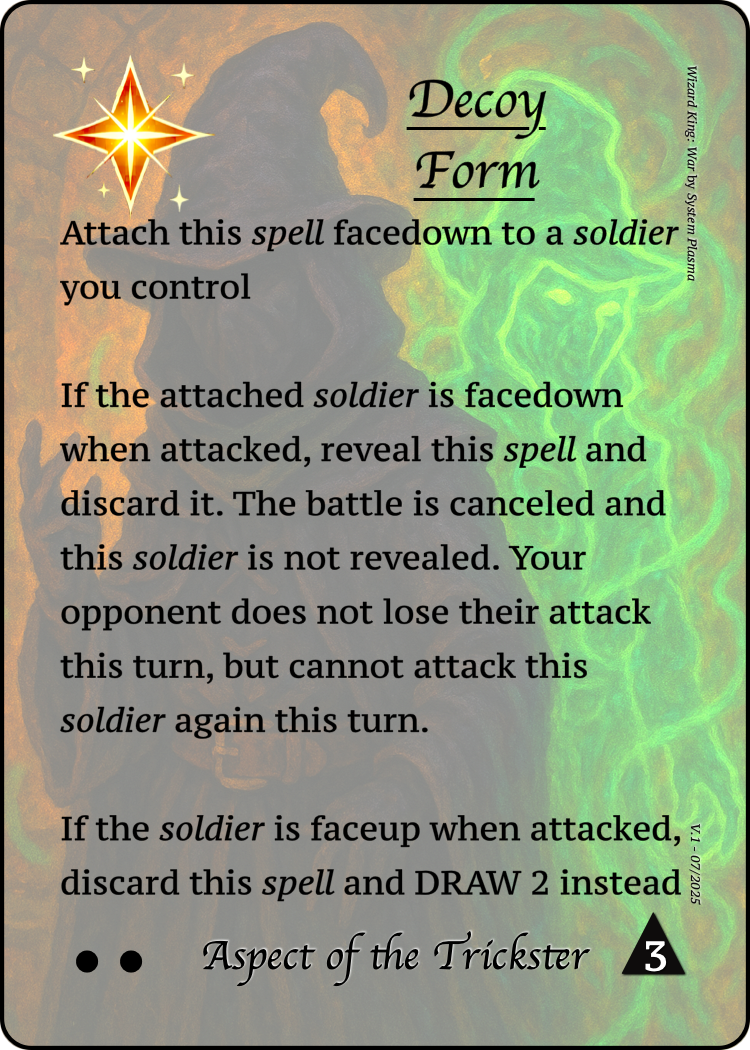 Decoy
Form
Wizard King: War by System Plasma
Attach this spell facedown to a soldier
you control
If the attached soldier is facedown
when attacked, reveal this spell and
discard it. The battle is canceled and
this soldier is not revealed. Your
opponent does not lose their attack
this turn, but cannot attack this
soldier again this turn.
If the soldier is faceup when attacked,
discard this spell and DRAW 2 instead
V.1 - 07/2025
Aspect of the Trickster
3